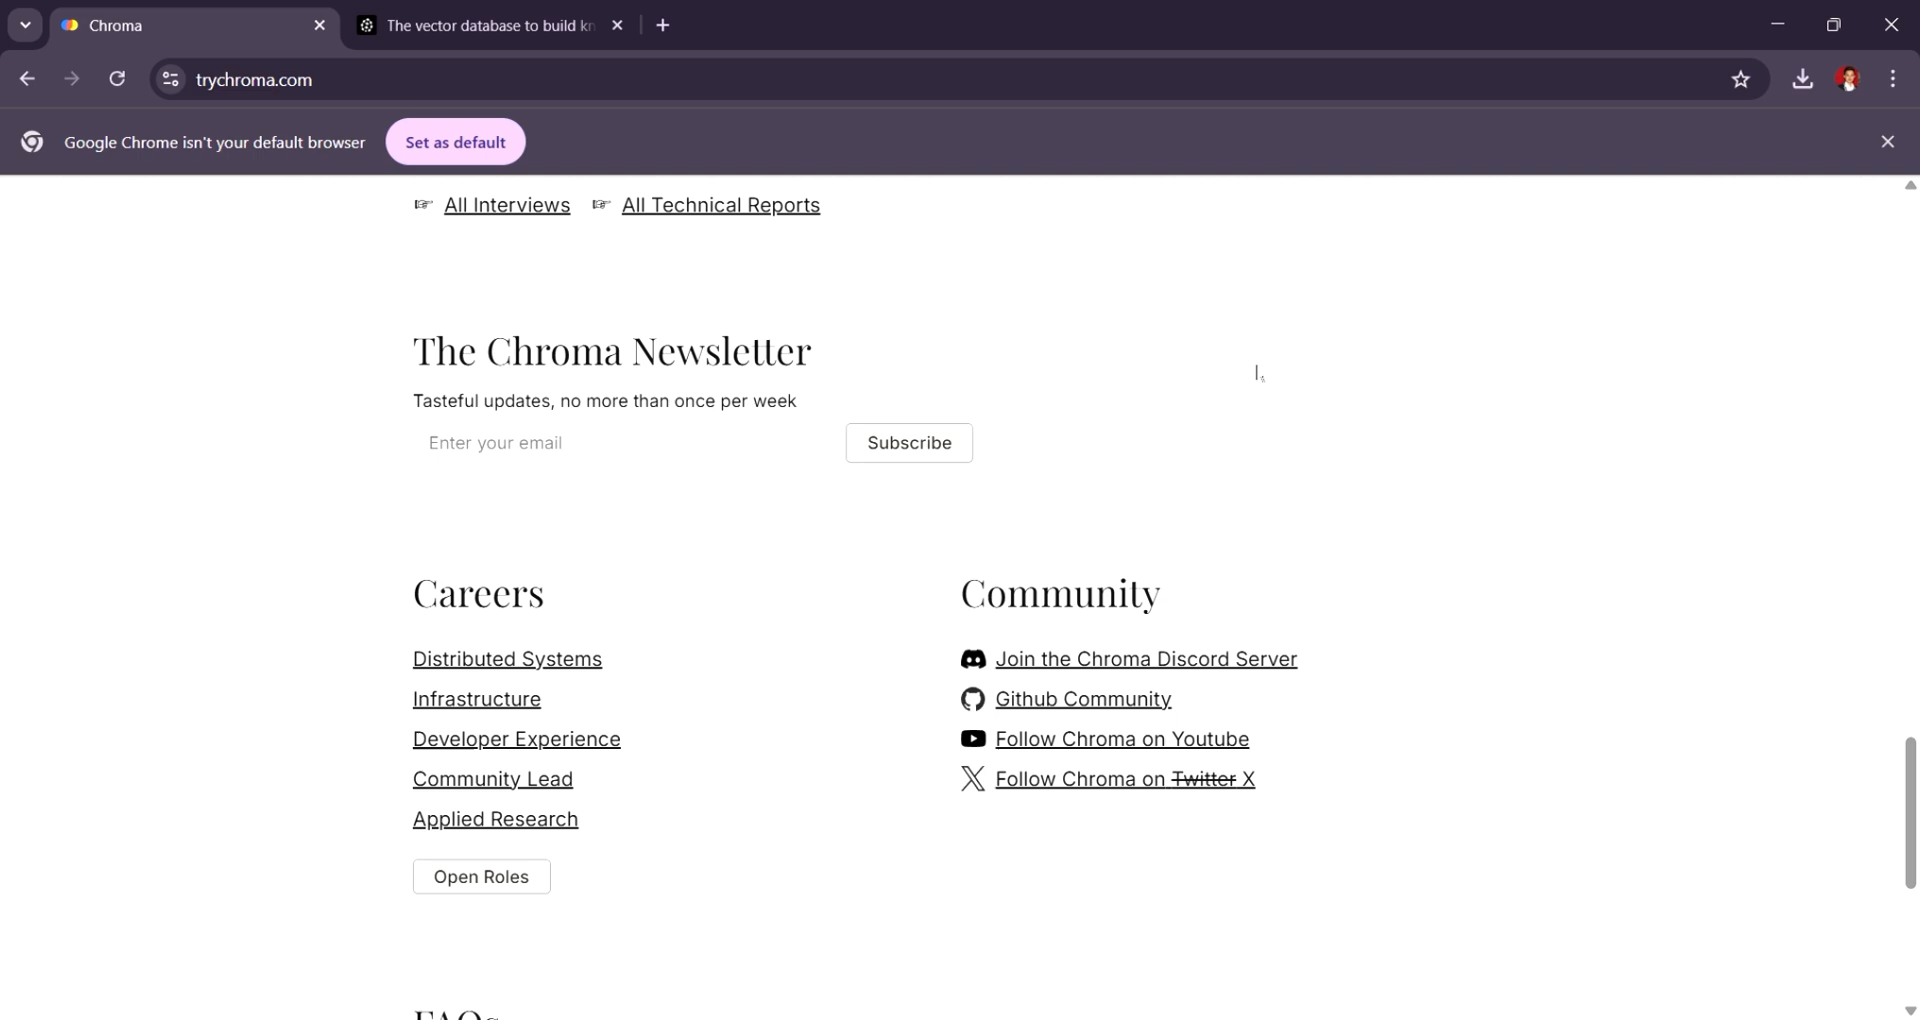 Chroma
The vector database to build kn
trychroma.com
Google Chrome isn't your default browser
Set as default
☞ All Interviews ☞ All Technical Reports
The Chroma Newsletter
Tasteful updates, no more than once per week
Enter your email
Subscribe
Careers
Distributed Systems
Infrastructure
Developer Experience
Community Lead
Applied Research
Open Roles
Community
Join the Chroma Discord Server
Github Community
Follow Chroma on Youtube
Follow Chroma on Twitter X
FAQs